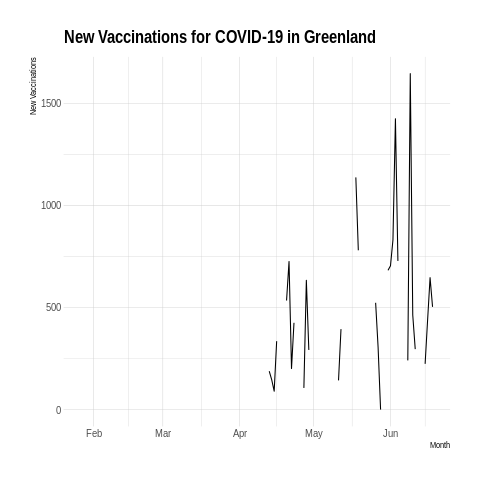 New Vaccinations for COVID-19 in Greenland
New Vaccinations
1500
1000
500
0
Feb Mar Apr May Jun
Month